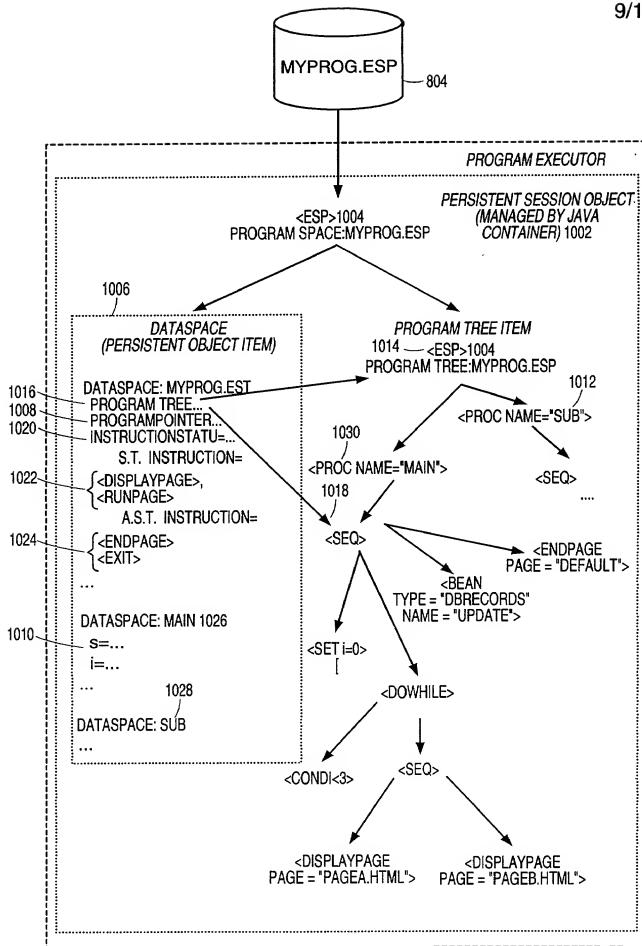 9/1
MYPROG.ESP
804
PROGRAM EXECUTOR
PERSISTENT SESSION OBJECT
(MANAGED BY JAVA
CONTAINER) 1002
<ESP>1004
PROGRAM SPACE:MYPROG.ESP
1006
DATASPACE
(PERSISTENT OBJECT ITEM)
PROGRAM TREE ITEM
1014 <ESP>1004
PROGRAM TREE:MYPROG.ESP
DATASPACE: MYPROG.EST
1016 PROGRAM TREE...
1008 PROGRAMPOINTER...
1020 INSTRUCTIONSTATU=...
S.T. INSTRUCTION=
1022 <DISPLAYPAGE>,
<RUNPAGE>
A.S.T. INSTRUCTION=
1024 <ENDPAGE>
<EXIT>
...
DATASPACE: MAIN 1026
1010 s=...
i=...
...
1028
DATASPACE: SUB
...
1012
<PROC NAME="SUB">
<SEQ>
....
1030
<PROC NAME="MAIN">
1018
<SEQ>
<ENDPAGE
PAGE = "DEFAULT">
<BEAN
TYPE = "DBRECORDS"
NAME = "UPDATE">
<SET i=0>
[
<DOWHILE>
<CONDI<3>
<SEQ>
<DISPLAYPAGE
PAGE = "PAGEA.HTML">
<DISPLAYPAGE
PAGE = "PAGEB.HTML">